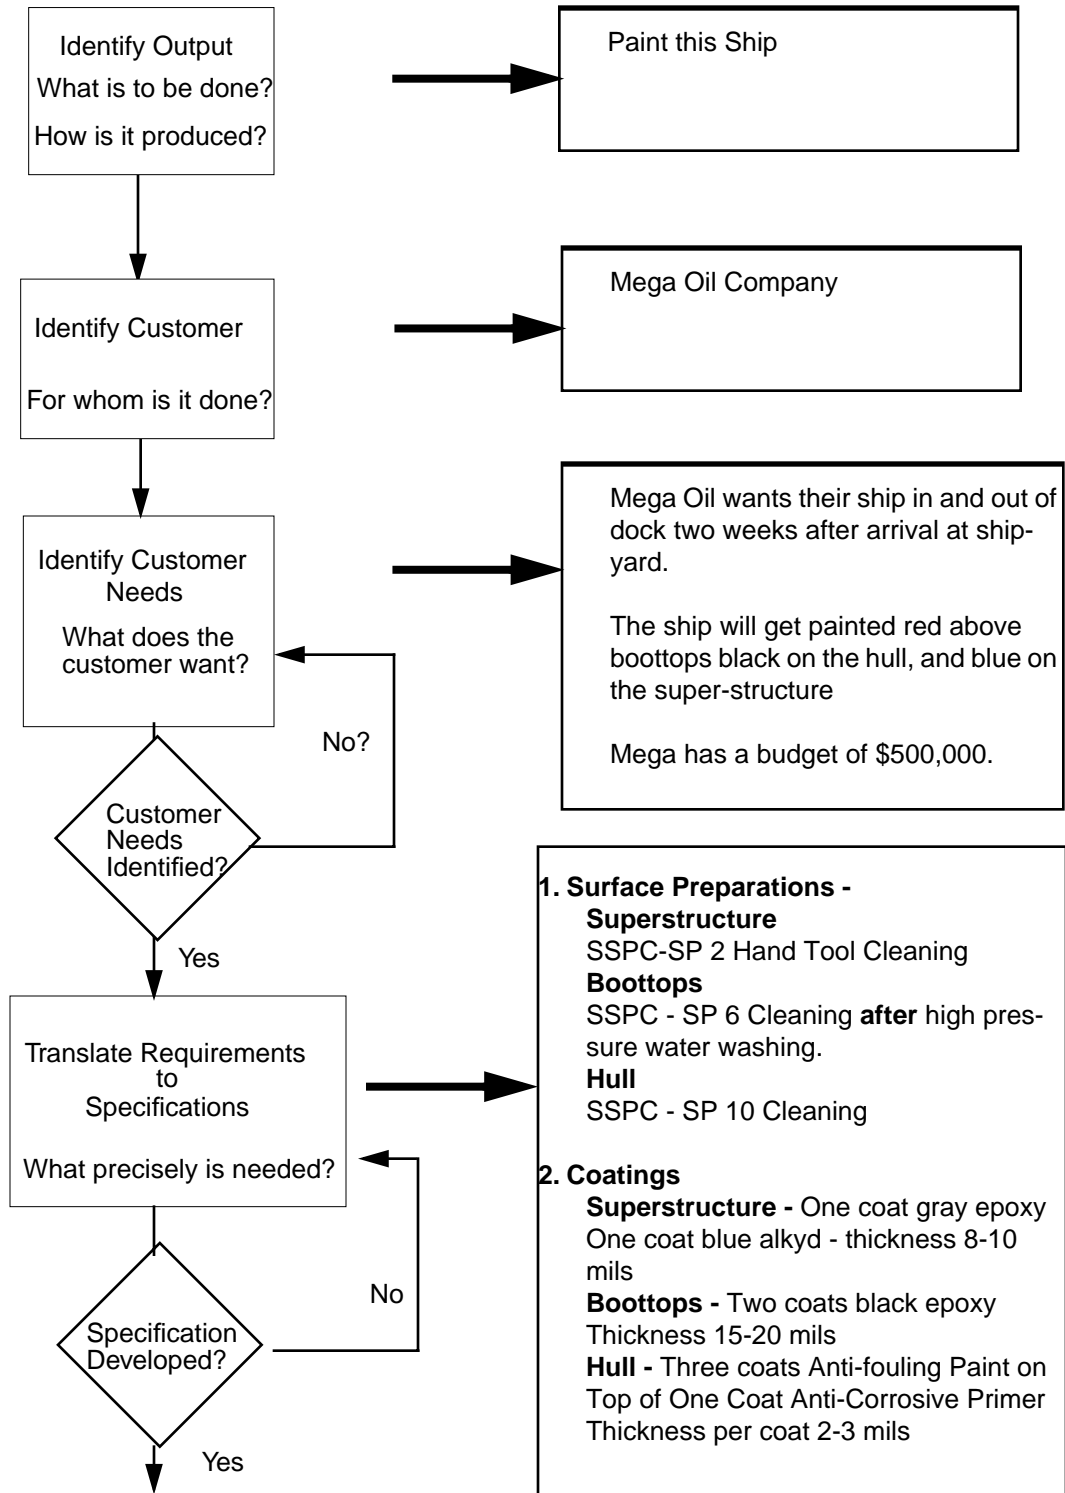 Identify Output
What is to be done?
How is it produced?
Paint this Ship
Identify Customer
For whom is it done?
Mega Oil Company
Identify Customer
Needs
What does the
customer want?
Mega Oil wants their ship in and out of
dock two weeks after arrival at ship-
yard.
The ship will get painted red above
boottops black on the hull, and blue on
the super-structure
Mega has a budget of $500,000.
No?
Customer
Needs
Identified?
Yes
Translate Requirements
to
Specifications
What precisely is needed?
1. Surface Preparations -
Superstructure
SSPC-SP 2 Hand Tool Cleaning
Boottops
SSPC - SP 6 Cleaning after high pres-
sure water washing.
Hull
SSPC - SP 10 Cleaning
2. Coatings
Superstructure - One coat gray epoxy
One coat blue alkyd - thickness 8-10
mils
Boottops - Two coats black epoxy
Thickness 15-20 mils
Hull - Three coats Anti-fouling Paint on
Top of One Coat Anti-Corrosive Primer
Thickness per coat 2-3 mils
No
Specification
Developed?
Yes